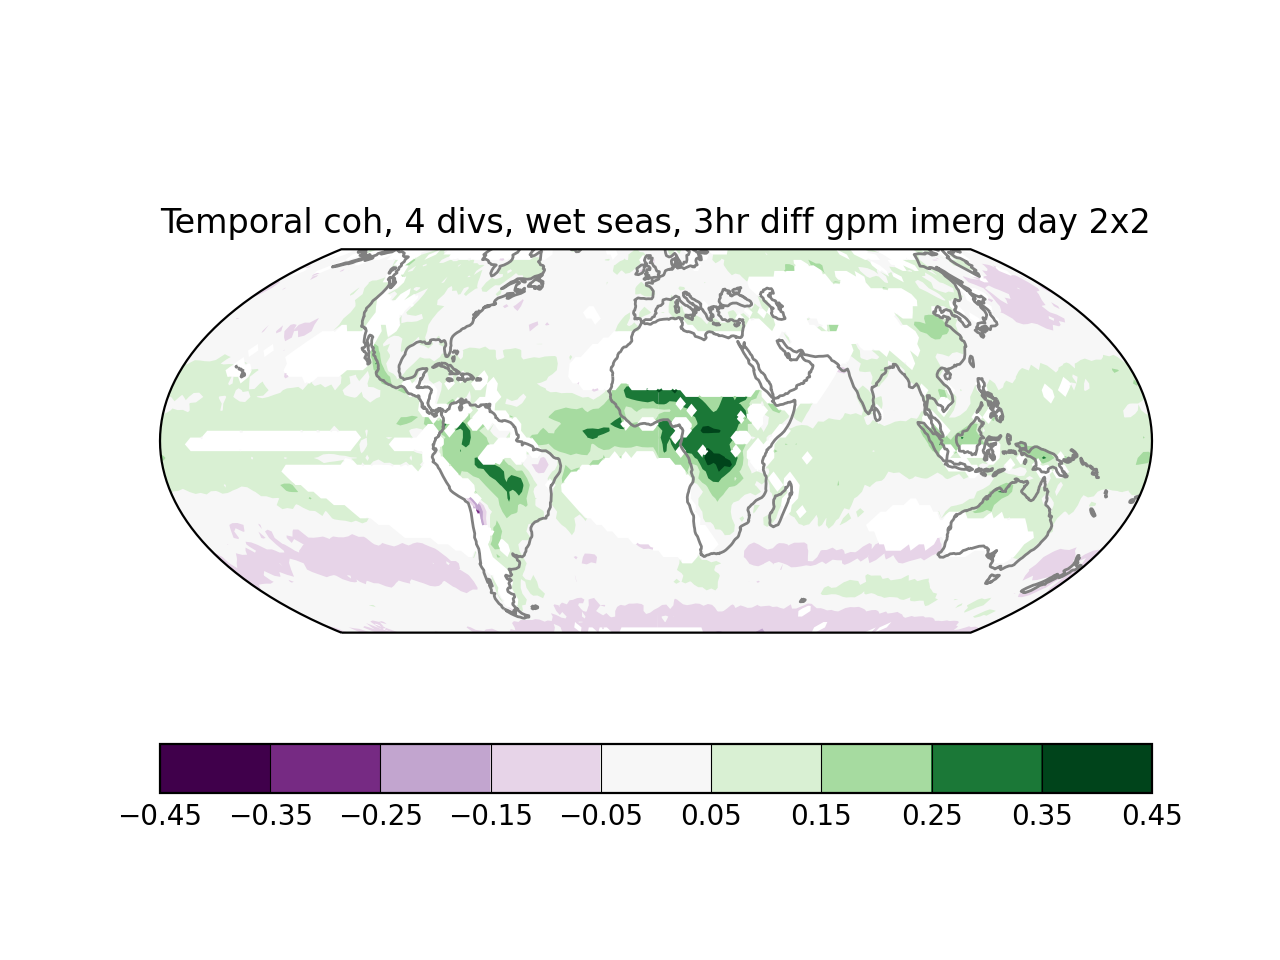 Temporal coh, 4 divs, wet seas, 3hr diff gpm imerg day 2x2
−0.45 −0.35 −0.25 −0.15 −0.05 0.05 0.15 0.25 0.35 0.45